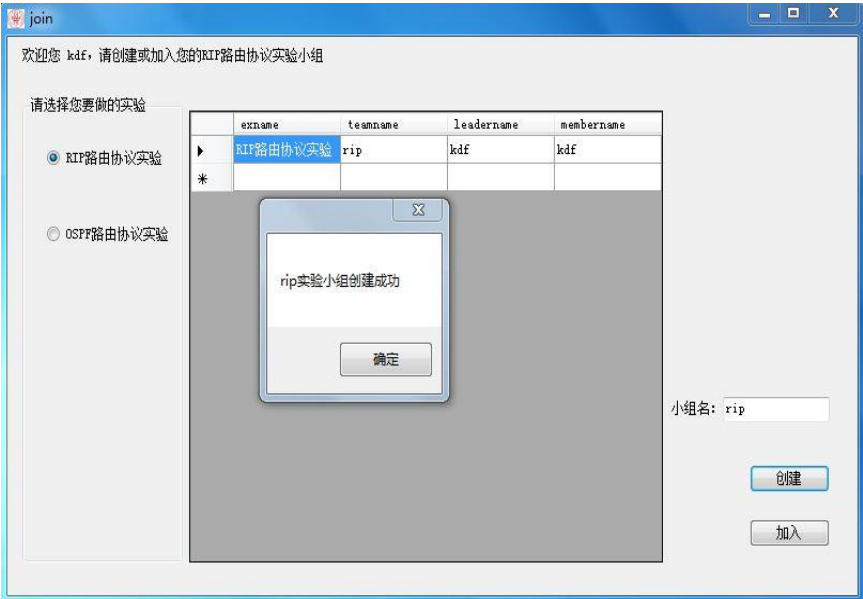 join
欢迎您 kdf，请创建或加入您的RIP路由协议实验小组
请选择您要做的实验
RIP路由协议实验
OSPF路由协议实验
exname teamname leadername membername
RIP路由协议实验 rip kdf kdf
rip实验小组创建成功
确定
小组名： rip
创建
加入